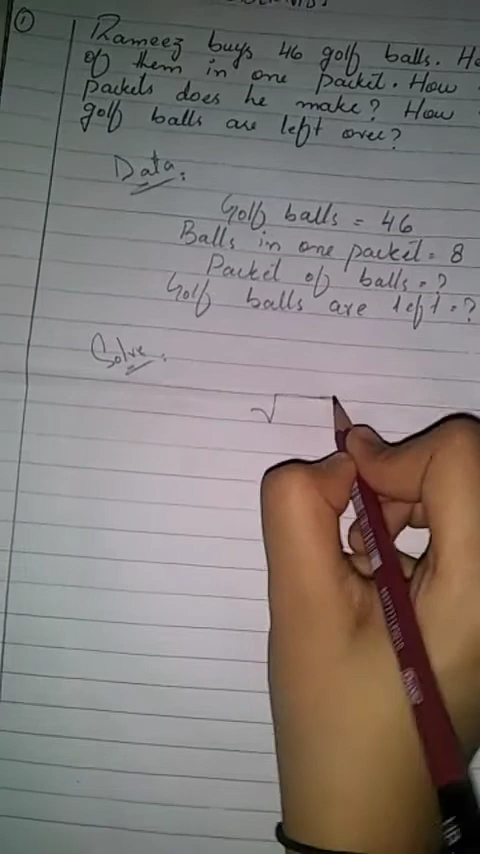 ① Rameez buys 46 golf balls.
of them in one packet. How
packets does he make? How
golf balls are left over?
Data:
Golf balls = 46
Balls in one packet = 8
Packet of balls = ?
Golf balls are left = ?
Solve: